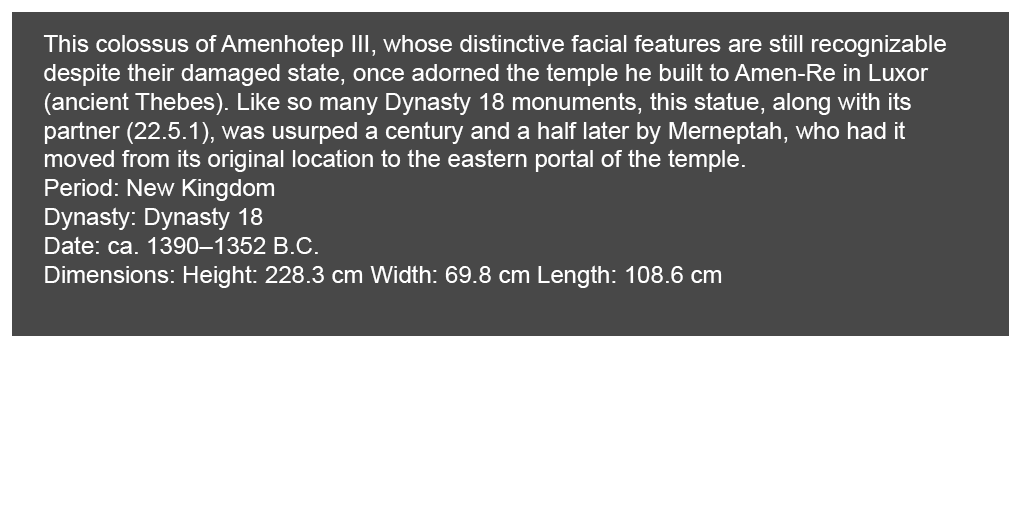 This colossus of Amenhotep III, whose distinctive facial features are still recognizable
despite their damaged state, once adorned the temple he built to Amen-Re in Luxor
(ancient Thebes). Like so many Dynasty 18 monuments, this statue, along with its
partner (22.5.1), was usurped a century and a half later by Merneptah, who had it
moved from its original location to the eastern portal of the temple.
Period: New Kingdom
Dynasty: Dynasty 18
Date: ca. 1390–1352 B.C.
Dimensions: Height: 228.3 cm Width: 69.8 cm Length: 108.6 cm